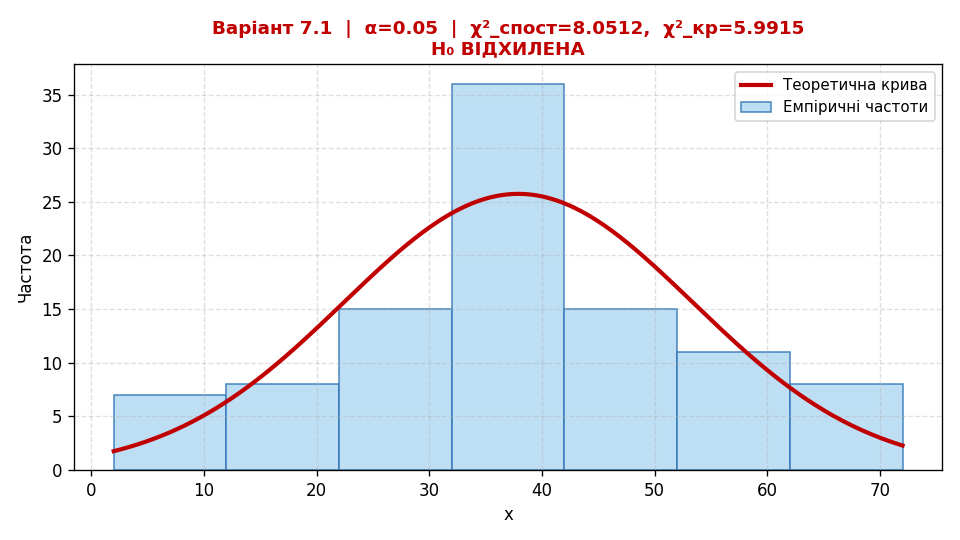 Варіант 7.1 | α=0.05 | χ²_спост=8.0512, χ²_кр=5.9915
H₀ ВІДХИЛЕНА
Теоретична крива
Емпіричні частоти
Частота
35
30
25
20
15
10
5
0
0 10 20 30 40 50 60 70
x